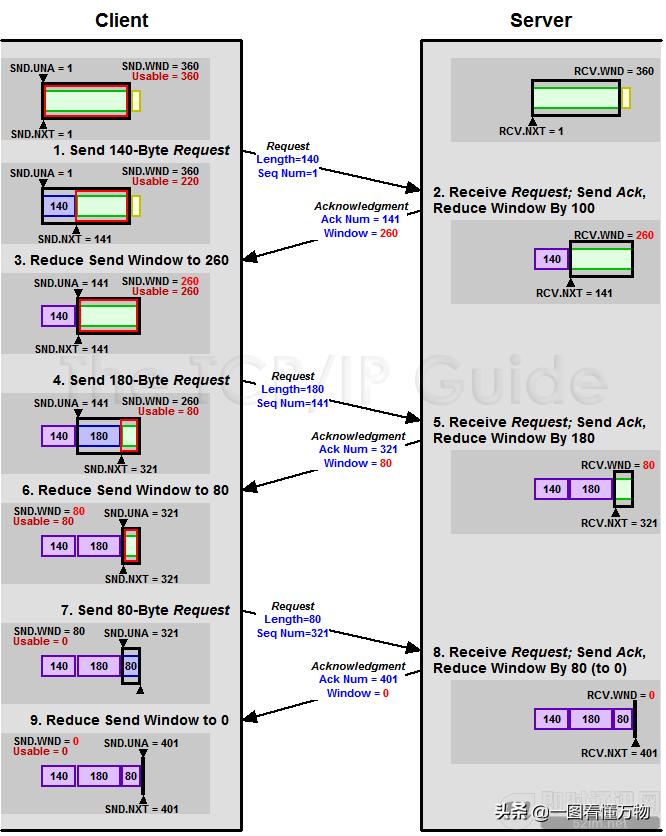 Client
Server
SND.UNA = 1
SND.WND = 360
Usable = 360
SND.NXT = 1
RCV.WND = 360
RCV.NXT = 1
1. Send 140-Byte Request
Request
Length=140
Seq Num=1
SND.UNA = 1
SND.WND = 360
Usable = 220
140
SND.NXT = 141
2. Receive Request; Send Ack,
Reduce Window By 100
Acknowledgment
Ack Num = 141
Window = 260
RCV.WND = 260
140
RCV.NXT = 141
3. Reduce Send Window to 260
SND.UNA = 141
SND.WND = 260
Usable = 260
140
SND.NXT = 141
The TCP/IP Guide
4. Send 180-Byte Request
Request
Length=180
Seq Num=141
SND.UNA = 141
SND.WND = 260
Usable = 80
140
180
SND.NXT = 321
5. Receive Request; Send Ack,
Reduce Window By 180
Acknowledgment
Ack Num = 321
Window = 80
RCV.WND = 80
140
180
RCV.NXT = 321
6. Reduce Send Window to 80
SND.WND = 80
Usable = 80
SND.UNA = 321
140
180
SND.NXT = 321
7. Send 80-Byte Request
Request
Length=80
Seq Num=321
SND.WND = 80
Usable = 0
SND.UNA = 321
140
180
80
8. Receive Request; Send Ack,
Reduce Window By 80 (to 0)
Acknowledgment
Ack Num = 401
Window = 0
RCV.WND = 0
140
180
80
RCV.NXT = 401
9. Reduce Send Window to 0
SND.WND = 0
Usable = 0
SND.UNA = 401
140
180
80
SND.NXT = 401
即时通讯网
头条 @一图看懂万物